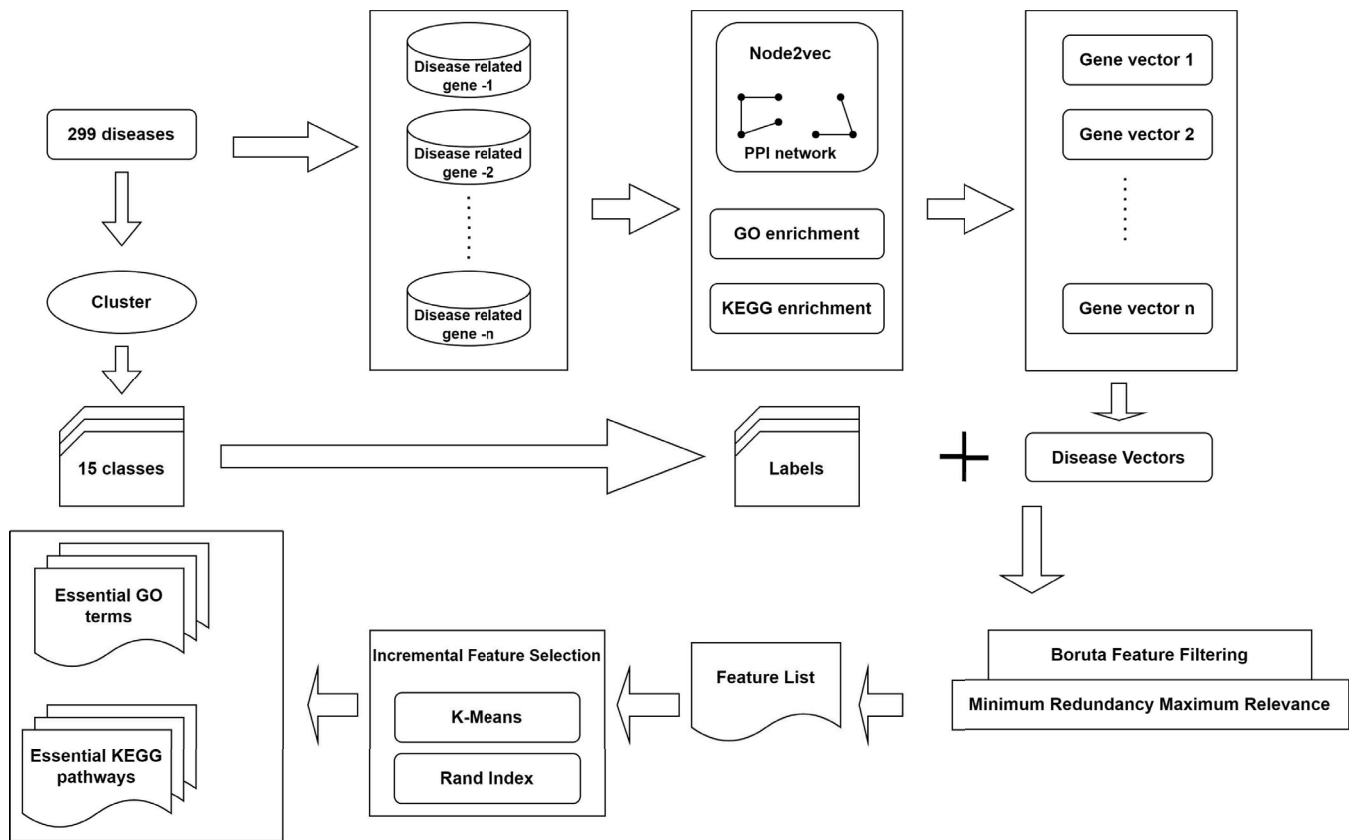 299 diseases
Cluster
15 classes
Disease related
gene -1
Disease related
gene -2
Disease related
gene -n
Node2vec
PPI network
GO enrichment
KEGG enrichment
Gene vector 1
Gene vector 2
Gene vector n
Labels
Disease Vectors
Boruta Feature Filtering
Minimum Redundancy Maximum Relevance
Feature List
Incremental Feature Selection
K-Means
Rand Index
Essential GO
terms
Essential KEGG
pathways